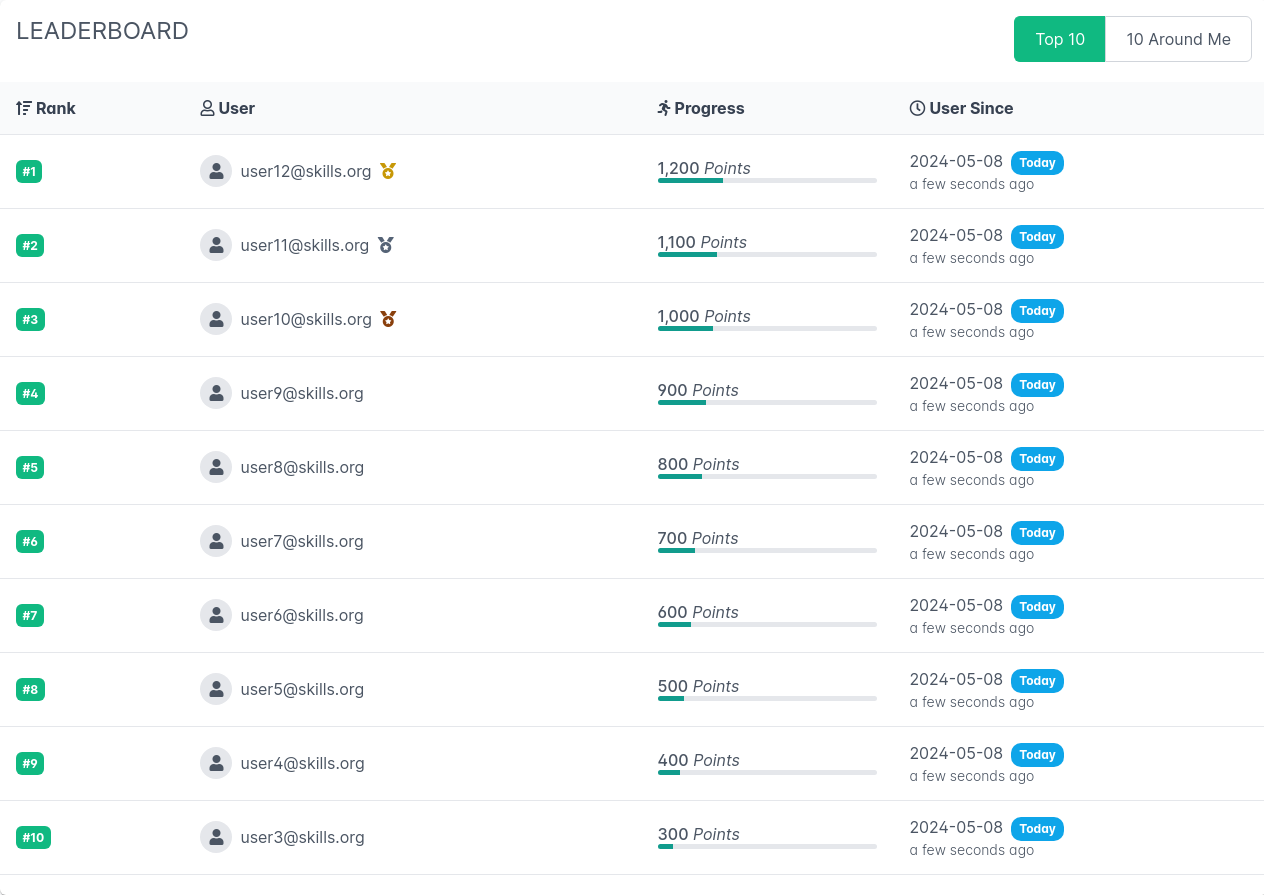 LEADERBOARD
Top 10 10 Around Me
Rank User Progress User Since
#1 user12@skills.org 1,200 Points 2024-05-08 Today
a few seconds ago
#2 user11@skills.org 1,100 Points 2024-05-08 Today
a few seconds ago
#3 user10@skills.org 1,000 Points 2024-05-08 Today
a few seconds ago
#4 user9@skills.org 900 Points 2024-05-08 Today
a few seconds ago
#5 user8@skills.org 800 Points 2024-05-08 Today
a few seconds ago
#6 user7@skills.org 700 Points 2024-05-08 Today
a few seconds ago
#7 user6@skills.org 600 Points 2024-05-08 Today
a few seconds ago
#8 user5@skills.org 500 Points 2024-05-08 Today
a few seconds ago
#9 user4@skills.org 400 Points 2024-05-08 Today
a few seconds ago
#10 user3@skills.org 300 Points 2024-05-08 Today
a few seconds ago